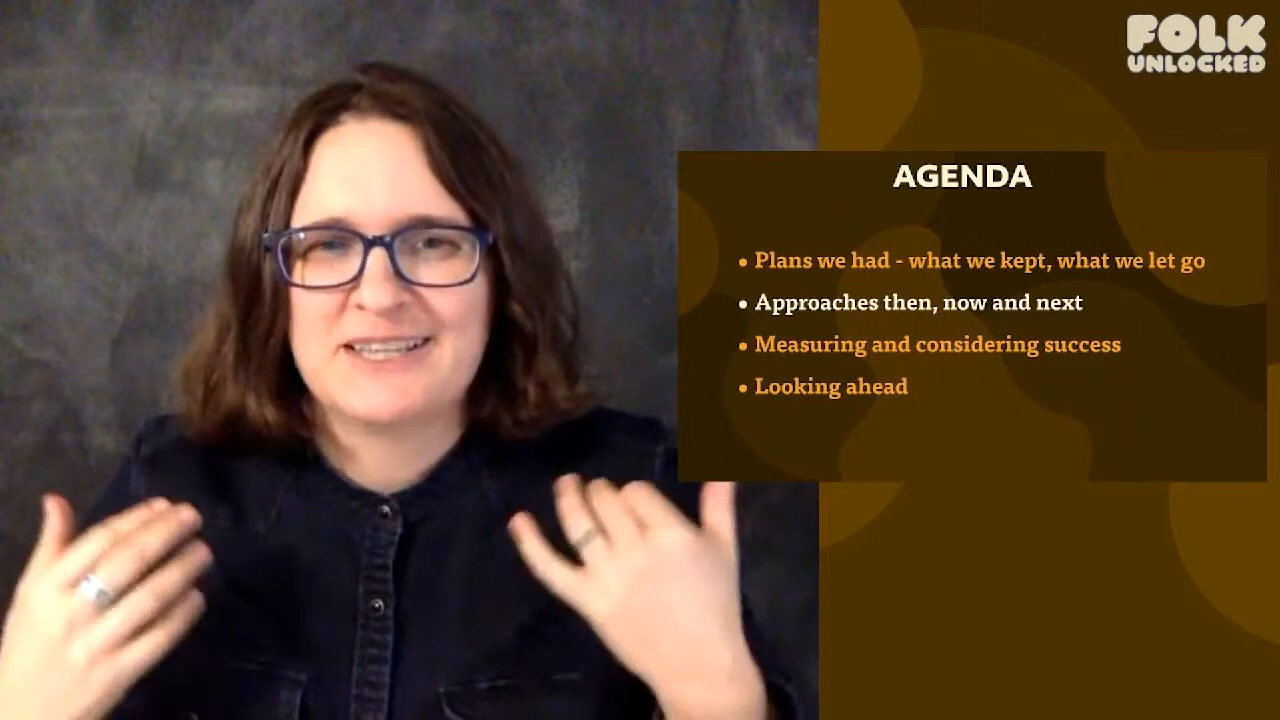 FOLK
UNLOCKED
AGENDA
• Plans we had - what we kept, what we let go
• Approaches then, now and next
• Measuring and considering success
• Looking ahead